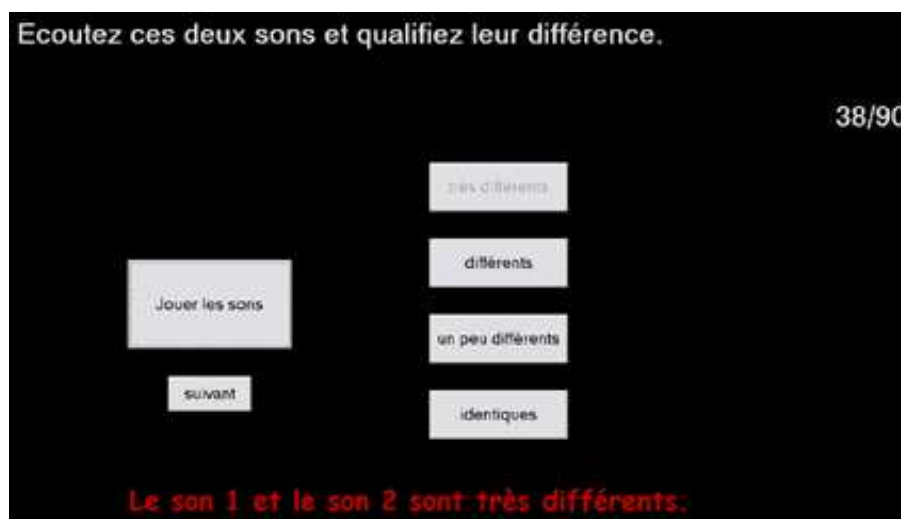 Ecoutez ces deux sons et qualifiez leur différence.
38/90
très différents
différents
Jouer les sons
un peu différents
suivant
identiques
Le son 1 et le son 2 sont très différents.